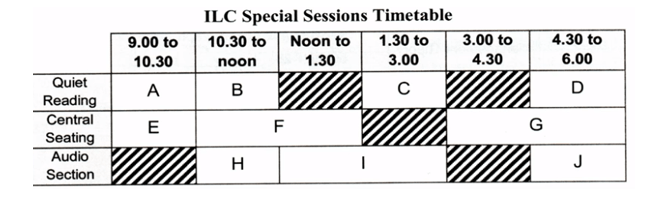 ILC Special Sessions Timetable
9.00 to 10.30 to Noon to 1.30 to 3.00 to 4.30 to
10.30 noon 1.30 3.00 4.30 6.00
Quiet
Reading A B C D
Central
Seating E F G
Audio
Section H I J